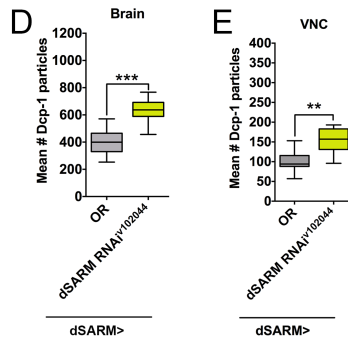 D
Brain
Mean # Dcp-1 particles
1200
1000
800
600
400
200
0
***
OR
dSARM RNAi^v102044
dSARM>
E
VNC
Mean # Dcp-1 particles
400
350
300
250
200
150
100
50
0
**
OR
dSARM RNAi^v102044
dSARM>